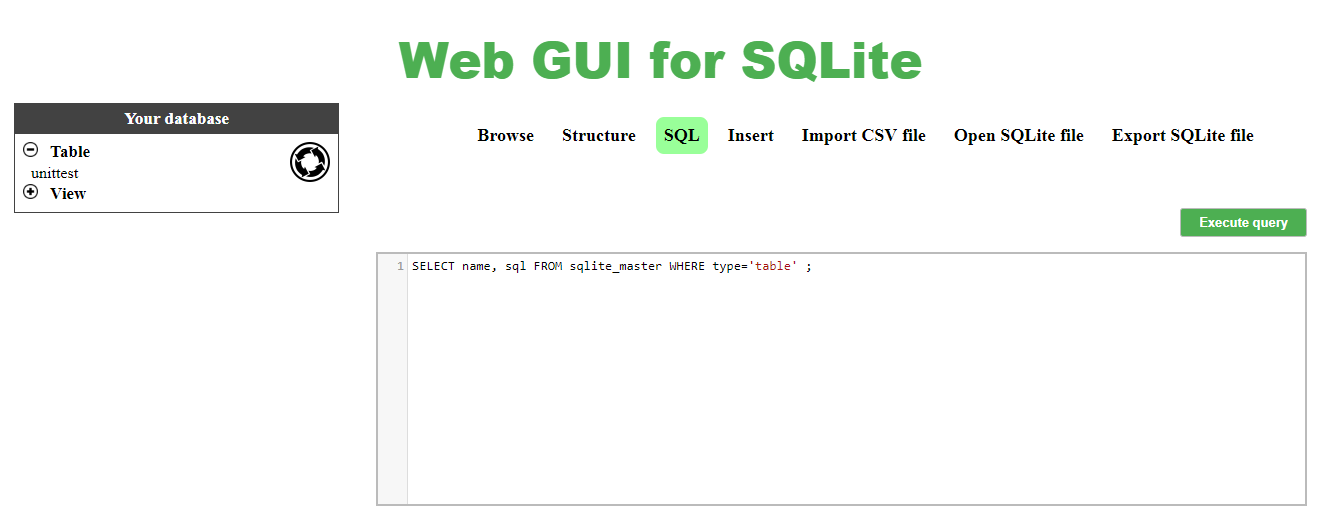 Web GUI for SQLite
Your database
Table
unittest
View
Browse Structure SQL Insert Import CSV file Open SQLite file Export SQLite file
Execute query
1 SELECT name, sql FROM sqlite_master WHERE type='table' ;